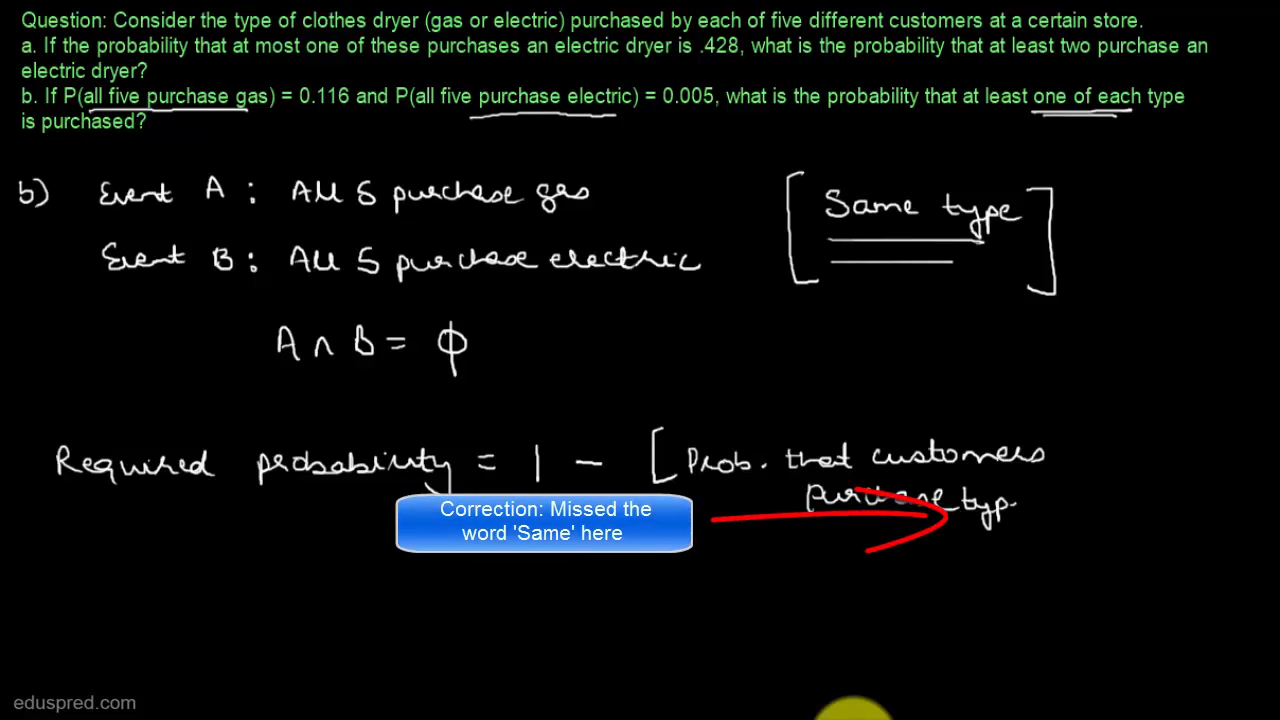 Question: Consider the type of clothes dryer (gas or electric) purchased by each of five different customers at a certain store.
a. If the probability that at most one of these purchases an electric dryer is .428, what is the probability that at least two purchase an
electric dryer?
b. If P(all five purchase gas) = 0.116 and P(all five purchase electric) = 0.005, what is the probability that at least one of each type
is purchased?
b) Event A : All 5 purchase gas
Event B : All 5 purchase electric
[Same type]
A ∩ B = φ
Required probability = 1 - [Prob. that customers
purchase typ.
Correction: Missed the
word 'Same' here
eduspred.com